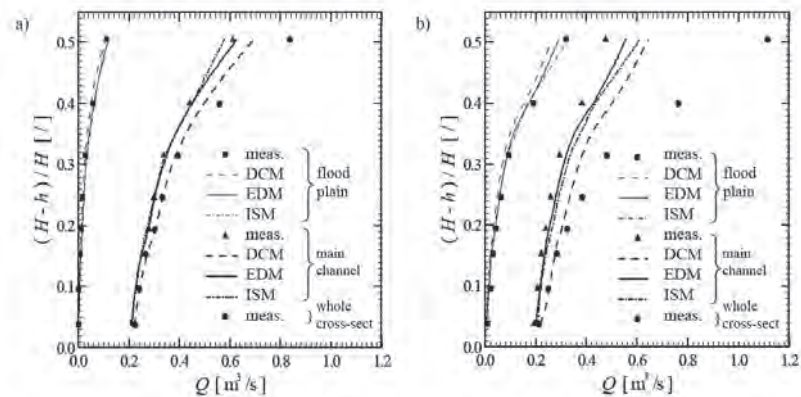 a)
(H-h)/H [/]
0.5
0.4
0.3
0.2
0.1
0.0
meas.
DCM
EDM
ISM
flood
plain
meas.
DCM
EDM
ISM
main
channel
meas.
whole
cross-sect
0.0 0.2 0.4 0.6 0.8 1.0 1.2
Q [m³/s]
b)
(H-h)/H [/]
0.5
0.4
0.3
0.2
0.1
0.0
meas.
DCM
EDM
ISM
flood
plain
meas.
DCM
EDM
ISM
main
channel
meas.
whole
cross-sect
0.0 0.2 0.4 0.6 0.8 1.0 1.2
Q [m³/s]